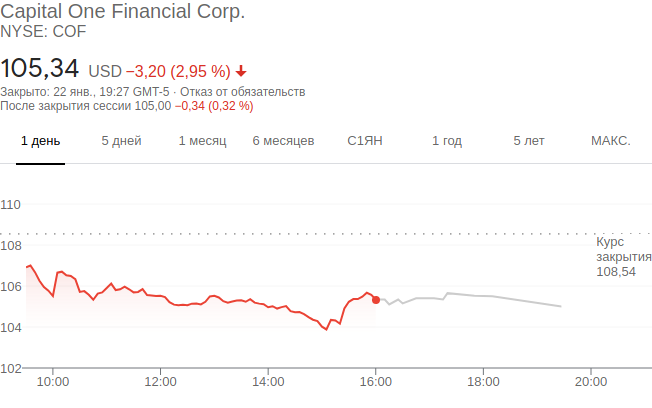 Capital One Financial Corp.
NYSE: COF
105,34 USD −3,20 (2,95 %)
Закрыто: 22 янв., 19:27 GMT-5 · Отказ от обязательств
После закрытия сессии 105,00 −0,34 (0,32 %)
1 день 5 дней 1 месяц 6 месяцев С1ЯН 1 год 5 лет МАКС.
110
Курс
108
закрытия
108,54
106
104
102
10:00 12:00 14:00 16:00 18:00 20:00